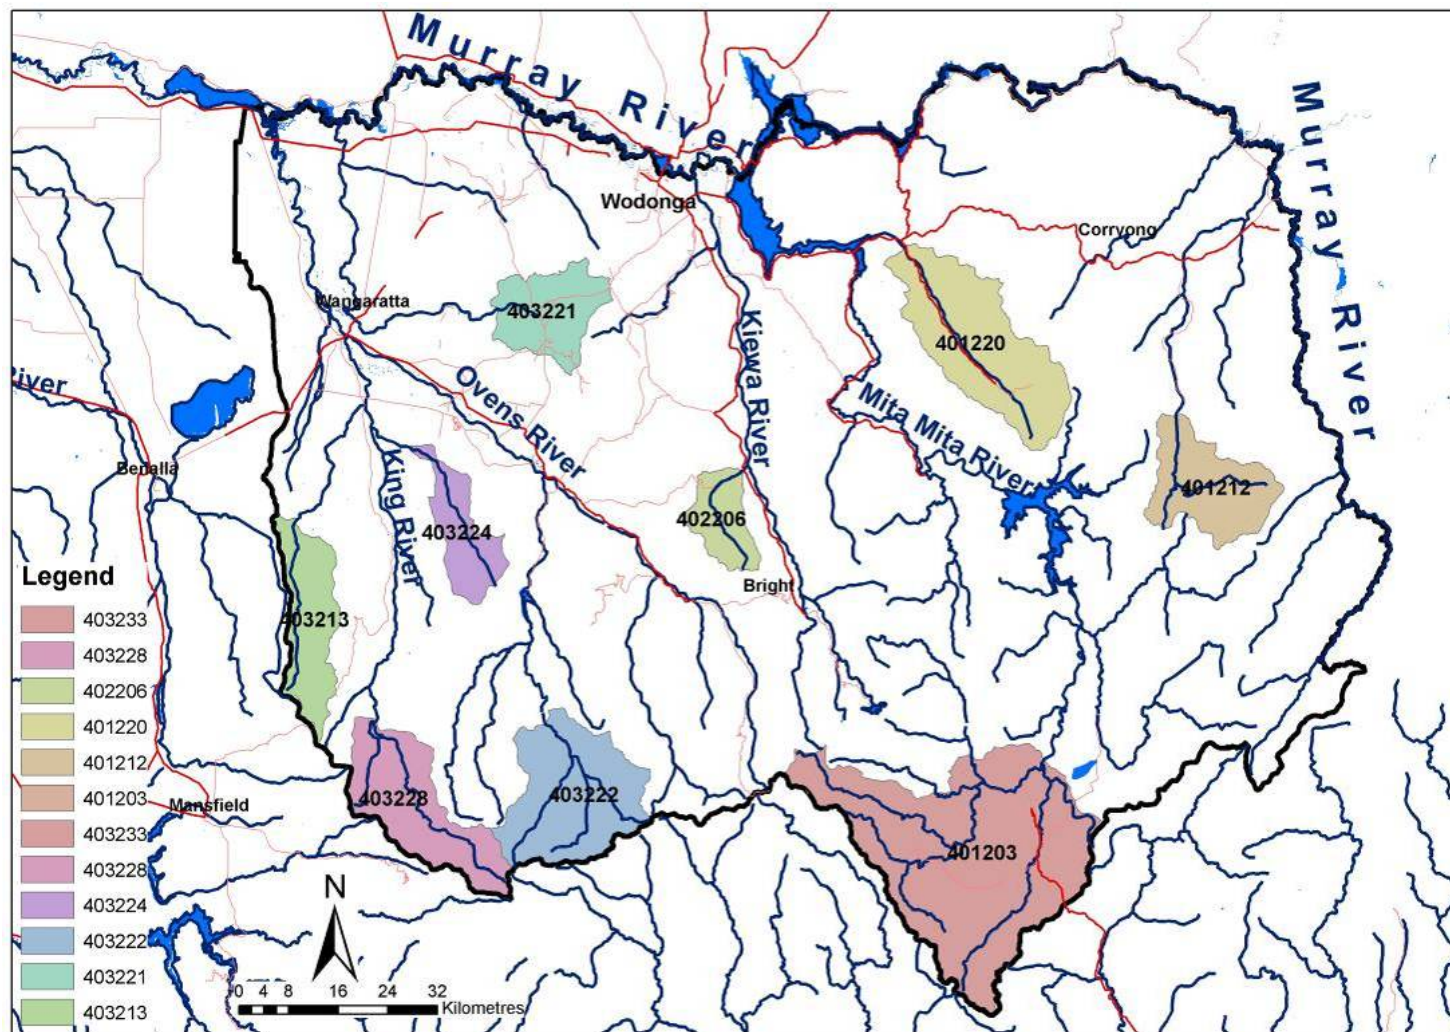 Murray River
Murray River
Wodonga
Corryong
Wangaratta
403221
401220
Kiewa River
Ovens River
River
Mita Mita River
Benalla
King River
403224
402206
401212
Bright
403213
Legend
403233
403228
402206
401220
401212
401203
403233
403228
403224
403222
403221
403213
Mansfield
403228
403222
401203
N
0 4 8 16 24 32
Kilometres